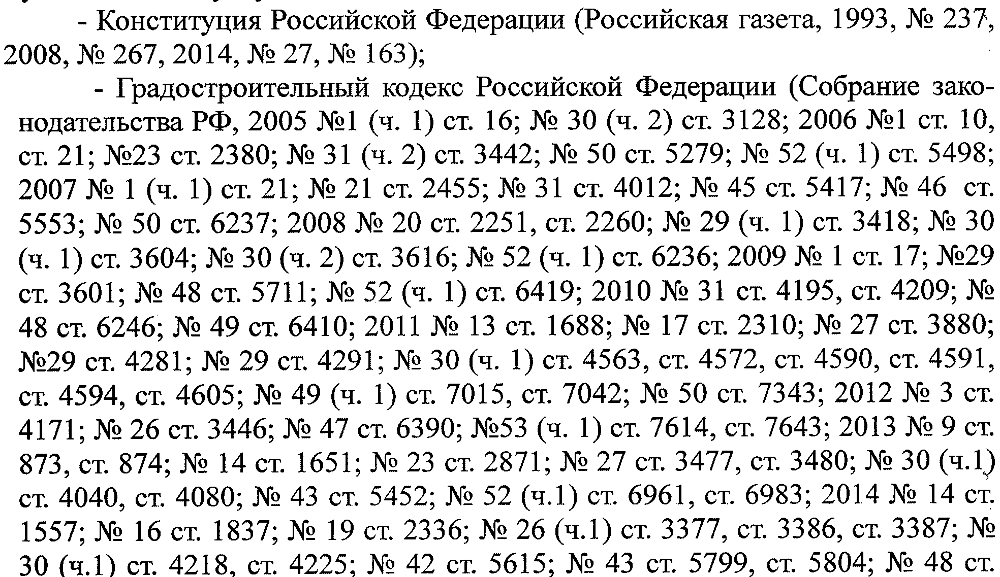 - Конституция Российской Федерации (Российская газета, 1993, № 237,
2008, № 267, 2014, № 27, № 163);
- Градостроительный кодекс Российской Федерации (Собрание зако-
нодательства РФ, 2005 №1 (ч. 1) ст. 16; № 30 (ч. 2) ст. 3128; 2006 №1 ст. 10,
ст. 21; №23 ст. 2380; № 31 (ч. 2) ст. 3442; № 50 ст. 5279; № 52 (ч. 1) ст. 5498;
2007 № 1 (ч. 1) ст. 21; № 21 ст. 2455; № 31 ст. 4012; № 45 ст. 5417; № 46 ст.
5553; № 50 ст. 6237; 2008 № 20 ст. 2251, ст. 2260; № 29 (ч. 1) ст. 3418; № 30
(ч. 1) ст. 3604; № 30 (ч. 2) ст. 3616; № 52 (ч. 1) ст. 6236; 2009 № 1 ст. 17; №29
ст. 3601; № 48 ст. 5711; № 52 (ч. 1) ст. 6419; 2010 № 31 ст. 4195, ст. 4209; №
48 ст. 6246; № 49 ст. 6410; 2011 № 13 ст. 1688; № 17 ст. 2310; № 27 ст. 3880;
№29 ст. 4281; № 29 ст. 4291; № 30 (ч. 1) ст. 4563, ст. 4572, ст. 4590, ст. 4591,
ст. 4594, ст. 4605; № 49 (ч. 1) ст. 7015, ст. 7042; № 50 ст. 7343; 2012 № 3 ст.
4171; № 26 ст. 3446; № 47 ст. 6390; №53 (ч. 1) ст. 7614, ст. 7643; 2013 № 9 ст.
873, ст. 874; № 14 ст. 1651; № 23 ст. 2871; № 27 ст. 3477, ст. 3480; № 30 (ч.1)
ст. 4040, ст. 4080; № 43 ст. 5452; № 52 (ч.1) ст. 6961, ст. 6983; 2014 № 14 ст.
1557; № 16 ст. 1837; № 19 ст. 2336; № 26 (ч.1) ст. 3377, ст. 3386, ст. 3387; №
30 (ч.1) ст. 4218, ст. 4225; № 42 ст. 5615; № 43 ст. 5799, ст. 5804; № 48 ст.